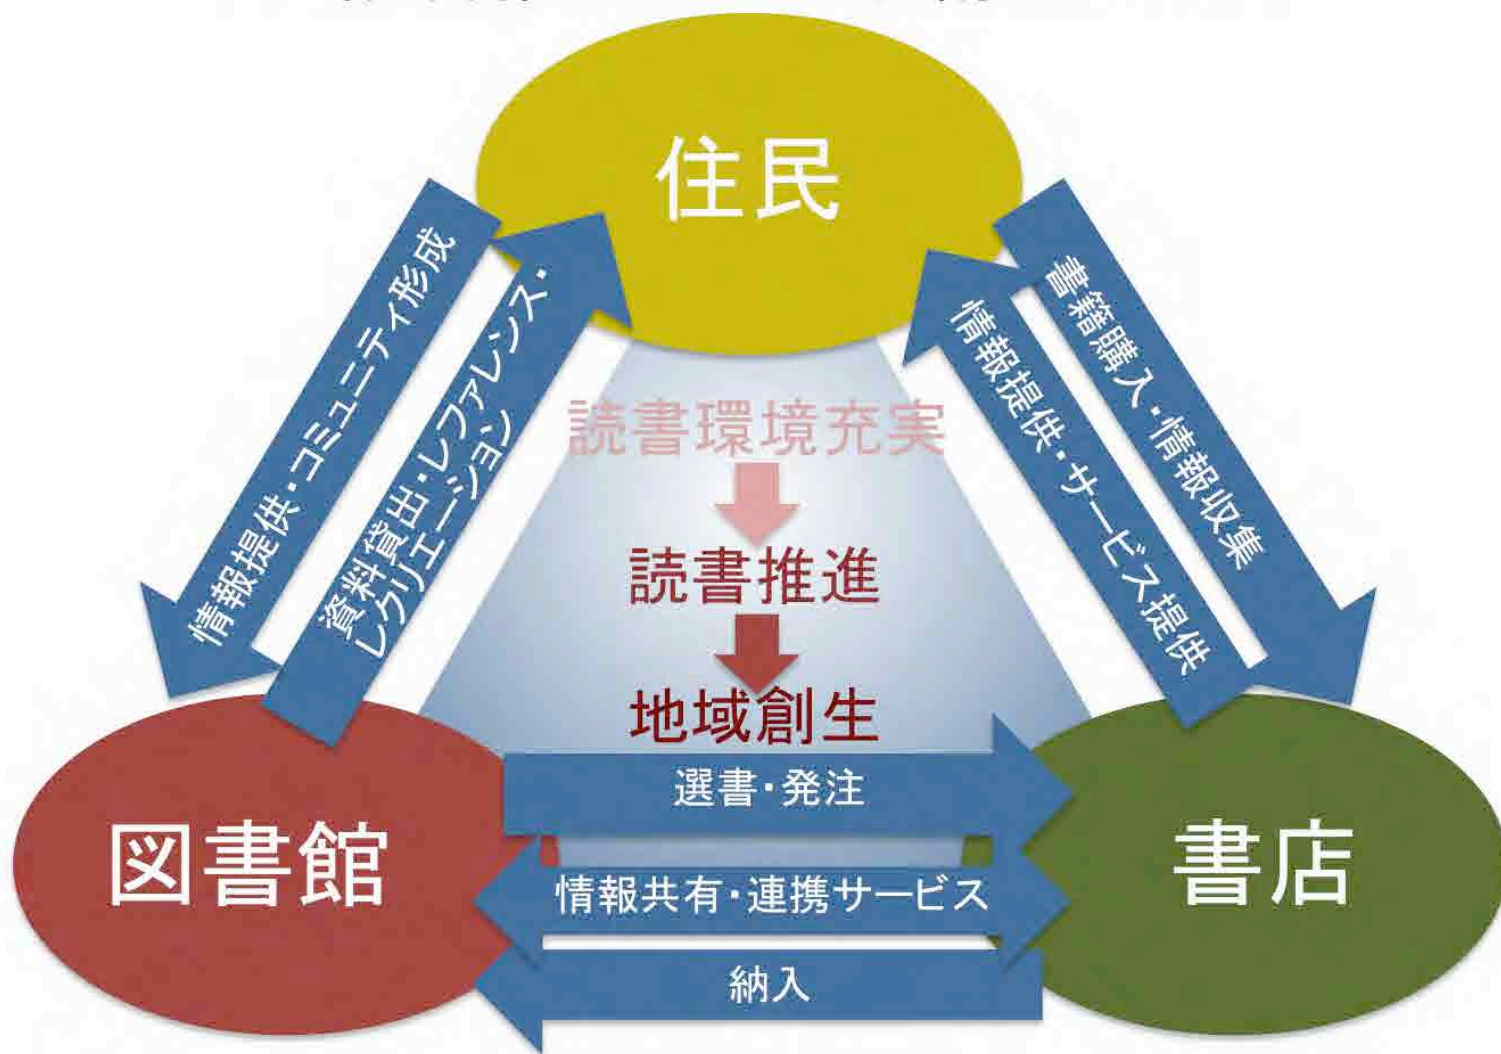 住民
情報提供・コミュニティ形成
資料貸出・レファレンス・
レクリエーション
情報提供・サービス提供
書籍購入・情報収集
読書環境充実
読書推進
地域創生
図書館
選書・発注
情報共有・連携サービス
納入
書店